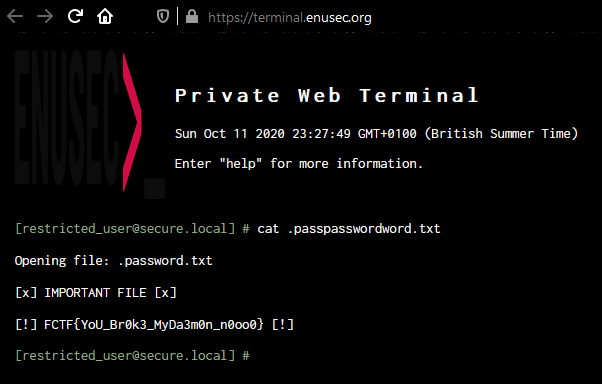 https://terminal.enusec.org
ENUSEC
Private Web Terminal
Sun Oct 11 2020 23:27:49 GMT+0100 (British Summer Time)
Enter "help" for more information.
[restricted_user@secure.local] # cat .passpasswordword.txt
Opening file: .password.txt
[x] IMPORTANT FILE [x]
[!] FCTF{YoU_Br0k3_MyDa3m0n_n0oo0} [!]
[restricted_user@secure.local] #